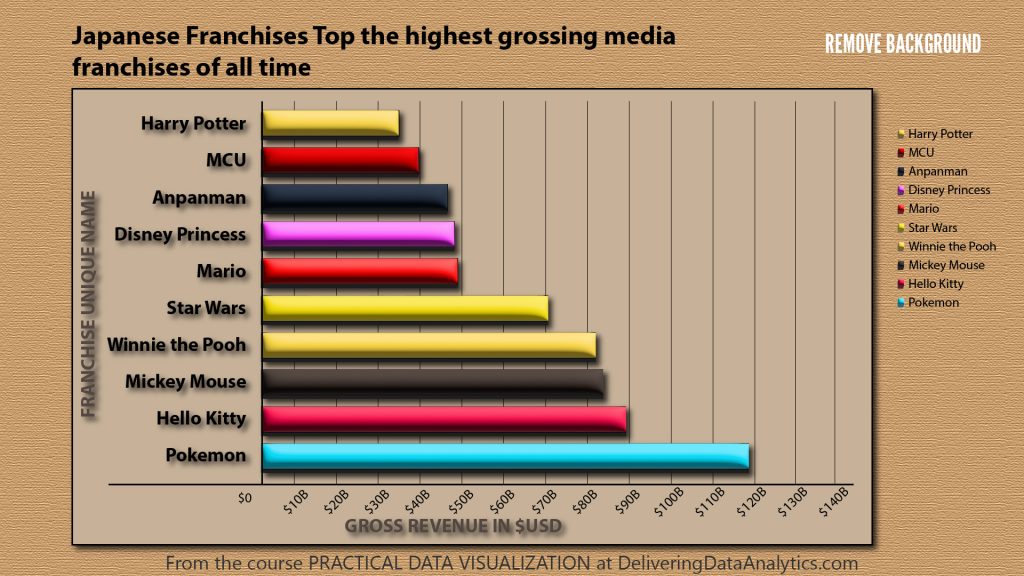 Japanese Franchises Top the highest grossing media
franchises of all time
REMOVE BACKGROUND
FRANCHISE UNIQUE NAME
Harry Potter
MCU
Anpanman
Disney Princess
Mario
Star Wars
Winnie the Pooh
Mickey Mouse
Hello Kitty
Pokemon
$0 $10B $20B $30B $40B $50B $60B $70B $80B $90B $100B $110B $120B $130B $140B
GROSS REVENUE IN $USD
Harry Potter
MCU
Anpanman
Disney Princess
Mario
Star Wars
Winnie the Pooh
Mickey Mouse
Hello Kitty
Pokemon
From the course PRACTICAL DATA VISUALIZATION at DeliveringDataAnalytics.com